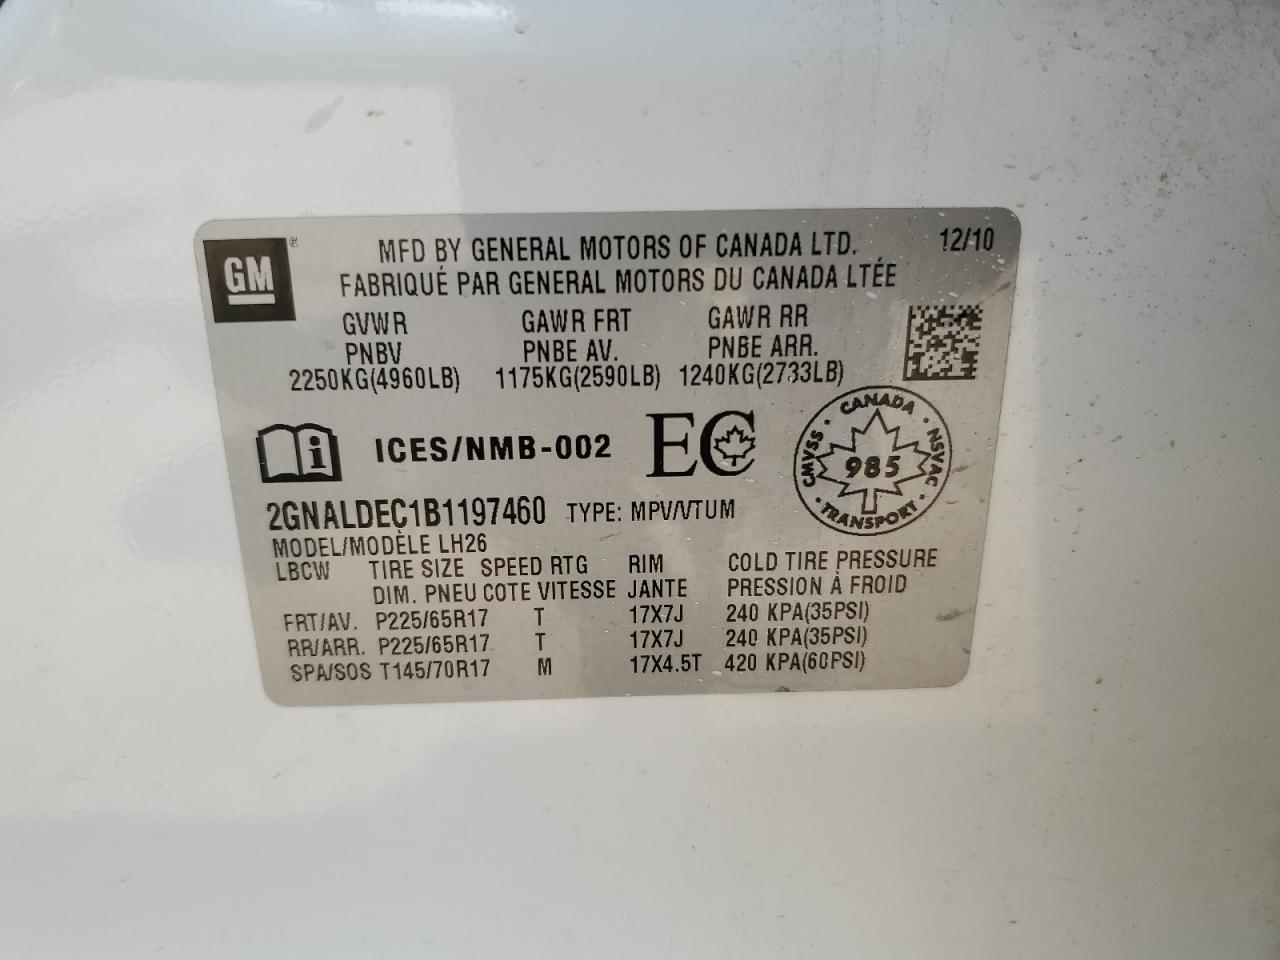 GM ® MFD BY GENERAL MOTORS OF CANADA LTD. 12/10
FABRIQUÉ PAR GENERAL MOTORS DU CANADA LTÉE
GVWR GAWR FRT GAWR RR
PNBV PNBE AV. PNBE ARR.
2250KG(4960LB) 1175KG(2590LB) 1240KG(2733LB)
i ICES/NMB-002 EC CANADA CMVSS NSVAC 985 TRANSPORT
2GNALDEC1B1197460 TYPE: MPV/VTUM
MODEL/MODÈLE LH26
LBCW TIRE SIZE SPEED RTG RIM COLD TIRE PRESSURE
DIM. PNEU COTE VITESSE JANTE PRESSION À FROID
FRT/AV. P225/65R17 T 17X7J 240 KPA(35PSI)
RR/ARR. P225/65R17 T 17X7J 240 KPA(35PSI)
SPA/SOS T145/70R17 M 17X4.5T 420 KPA(60PSI)